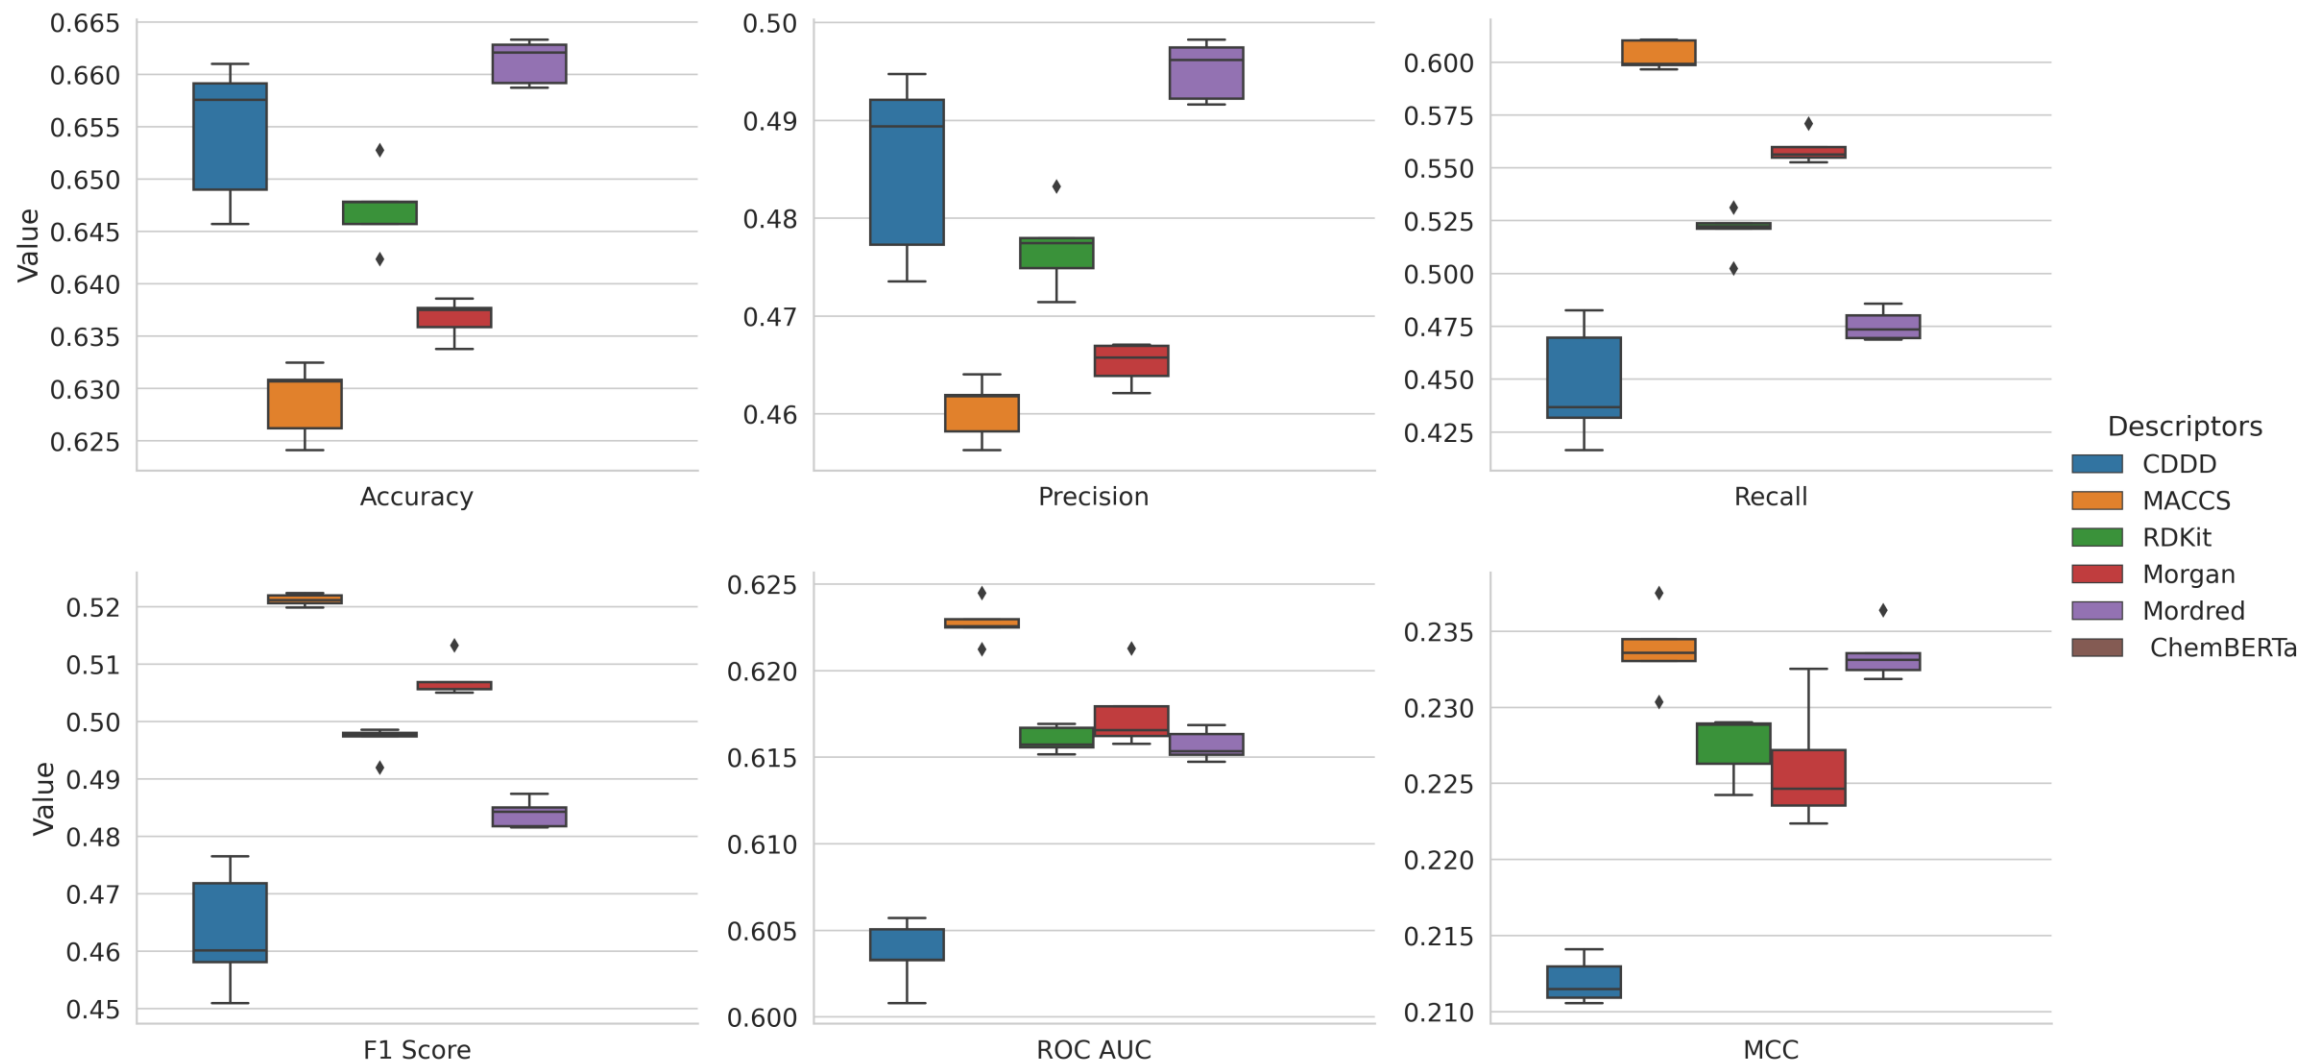 0.665
0.660
0.655
0.650
0.645
0.640
0.635
0.630
0.625
Value
Accuracy
0.50
0.49
0.48
0.47
0.46
Precision
0.600
0.575
0.550
0.525
0.500
0.475
0.450
0.425
Recall
0.52
0.51
0.50
0.49
0.48
0.47
0.46
0.45
Value
F1 Score
0.625
0.620
0.615
0.610
0.605
0.600
ROC AUC
0.235
0.230
0.225
0.220
0.215
0.210
MCC
Descriptors
CDDD
MACCS
RDKit
Morgan
Mordred
ChemBERTa